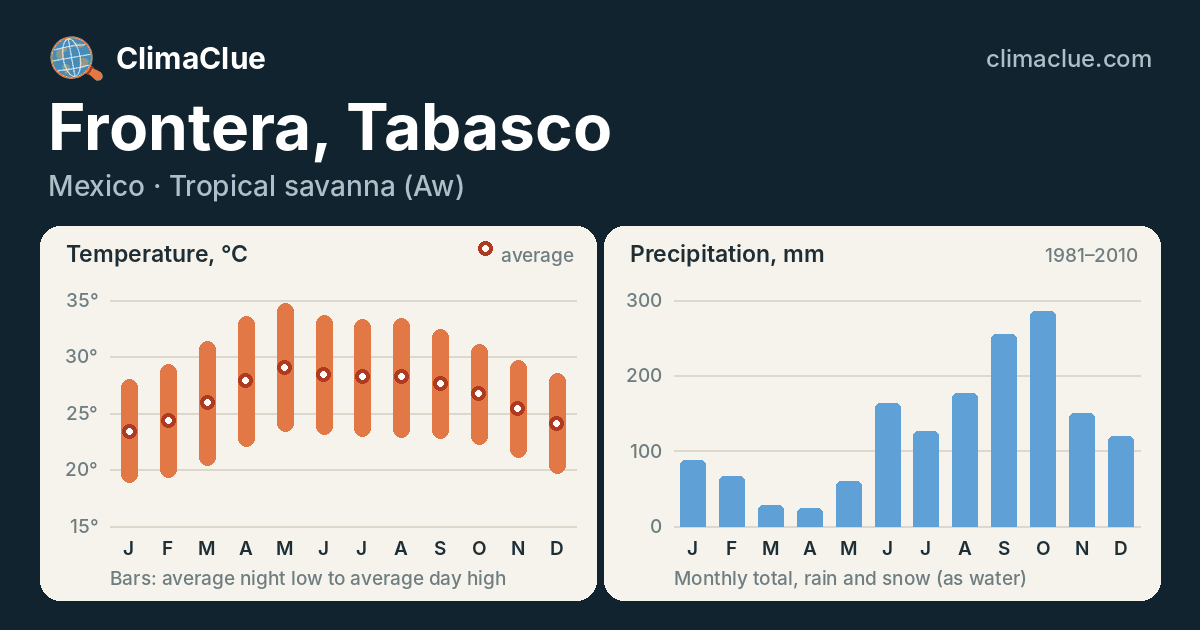 ClimaClue
climaclue.com
Frontera, Tabasco
Mexico · Tropical savanna (Aw)
Temperature, °C
average
35°
30°
25°
20°
15°
J F M A M J J A S O N D
Bars: average night low to average day high
Precipitation, mm
1981–2010
300
200
100
0
J F M A M J J A S O N D
Monthly total, rain and snow (as water)